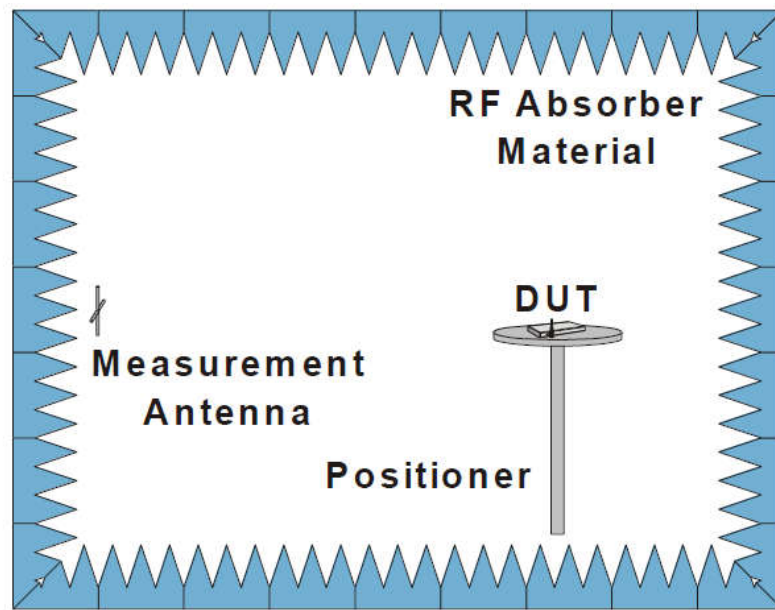 RF Absorber
Material
DUT
Measurement
Antenna
Positioner